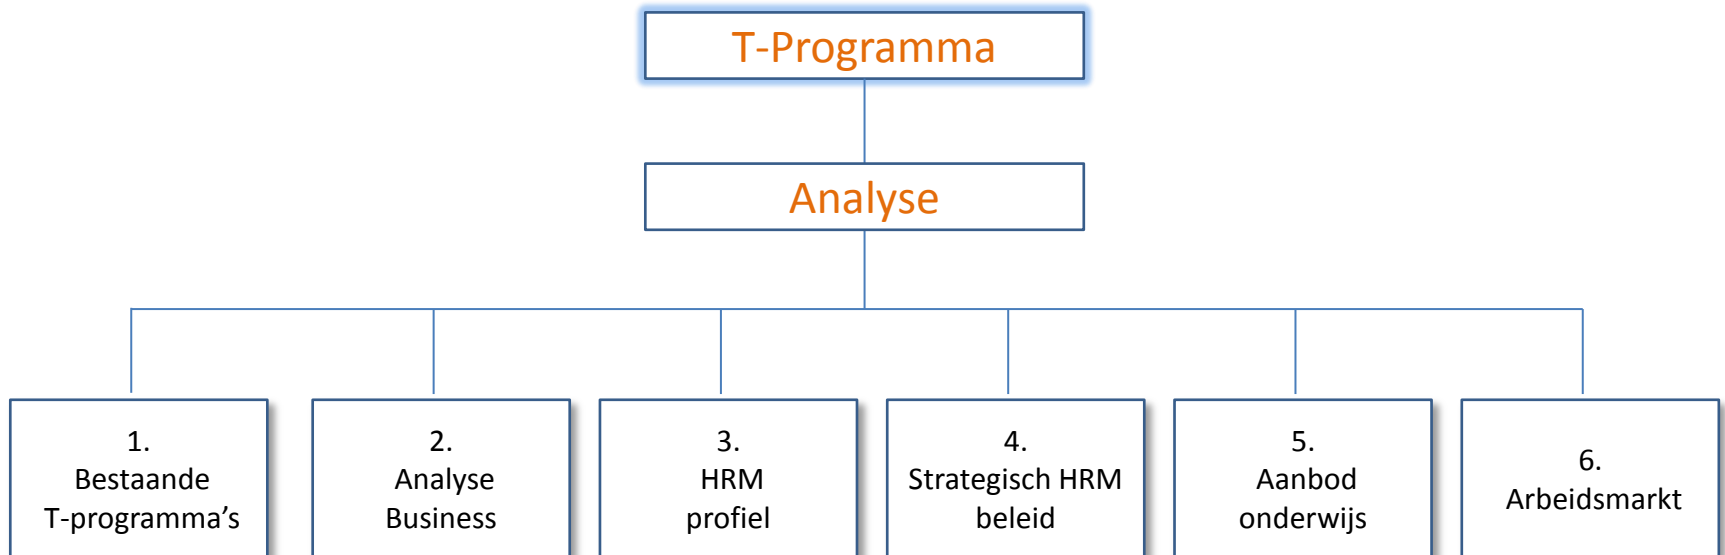 T-Programma
Analyse
1.
Bestaande
T-programma’s
2.
Analyse
Business
3.
HRM
profiel
4.
Strategisch HRM
beleid
5.
Aanbod
onderwijs
6.
Arbeidsmarkt